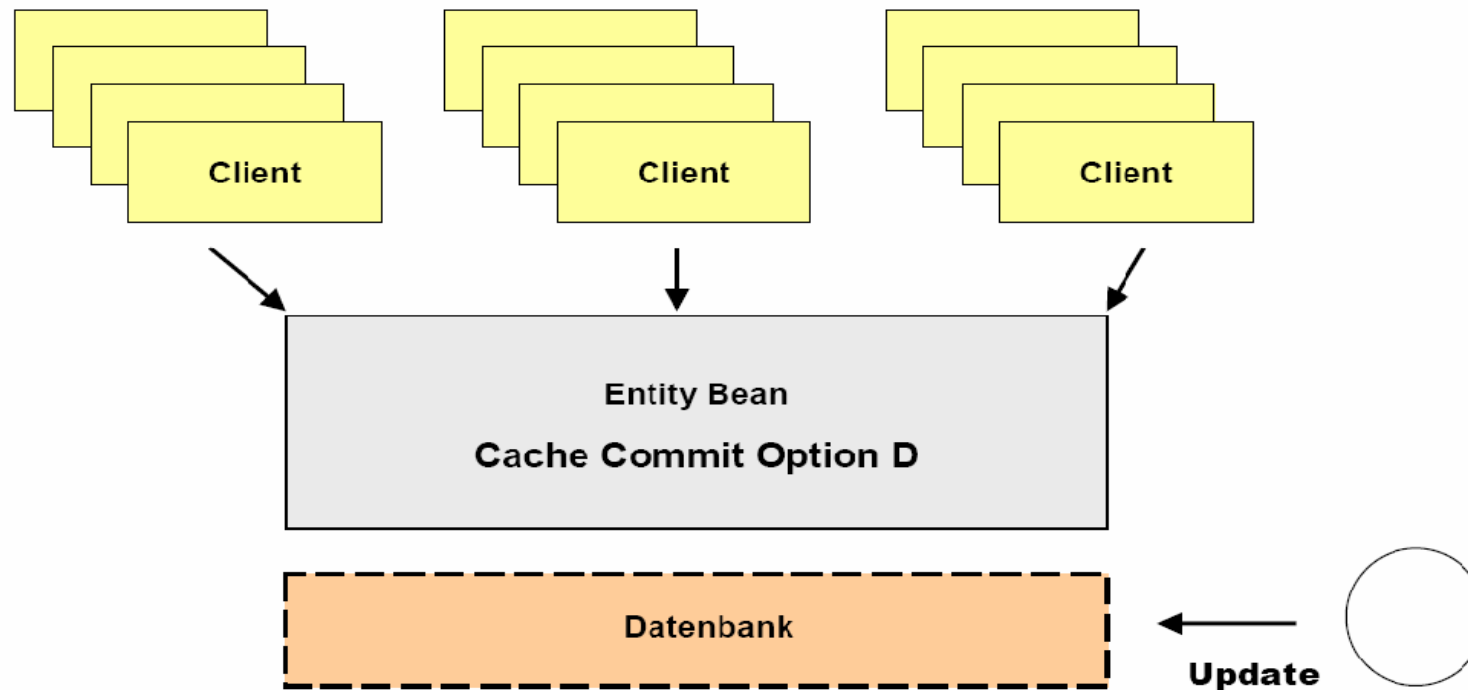 Client
Client
Client
Entity Bean
Cache Commit Option D
Datenbank
Update